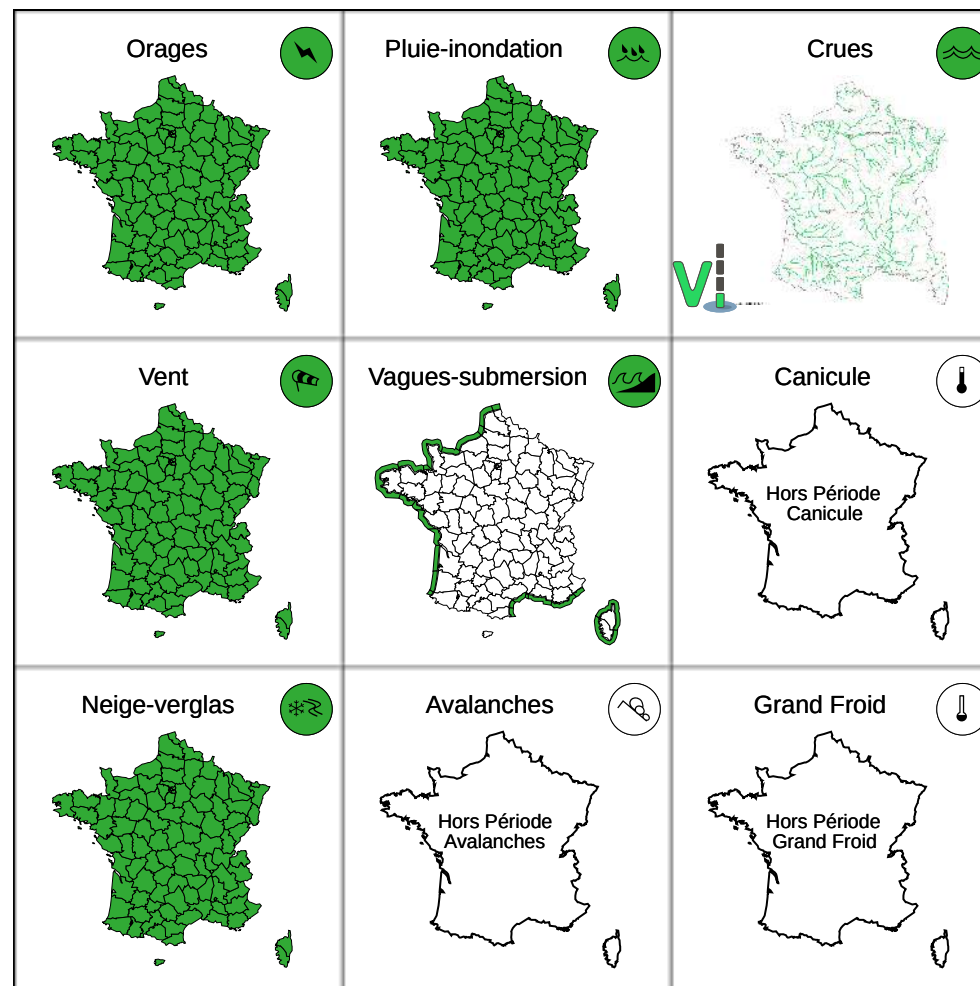 Orages
Pluie-inondation
Crues
Vent
Vagues-submersion
Canicule
Hors Période
Canicule
Neige-verglas
Avalanches
Grand Froid
Hors Période
Avalanches
Hors Période
Grand Froid